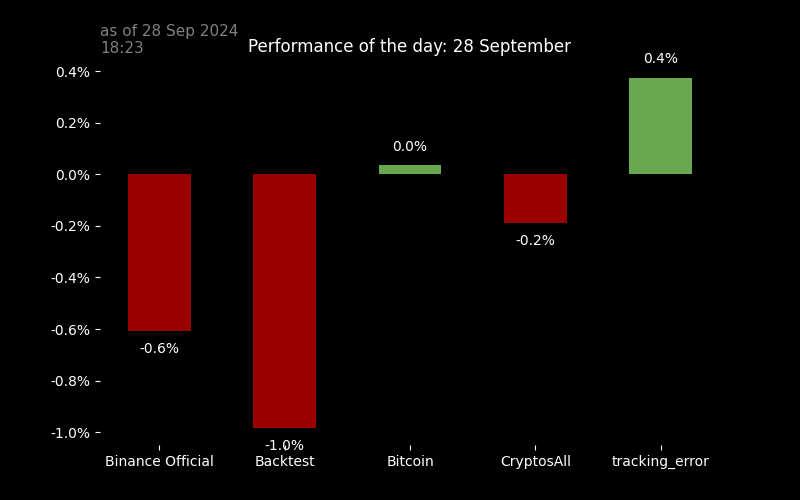 as of 28 Sep 2024
18:23
Performance of the day: 28 September
0.4%
0.4%
0.2%
0.0%
0.0%
-0.2%
-0.2%
-0.4%
-0.6%
-0.6%
-0.8%
-1.0%
-1.0%
Binance Official
Backtest
Bitcoin
CryptosAll
tracking_error